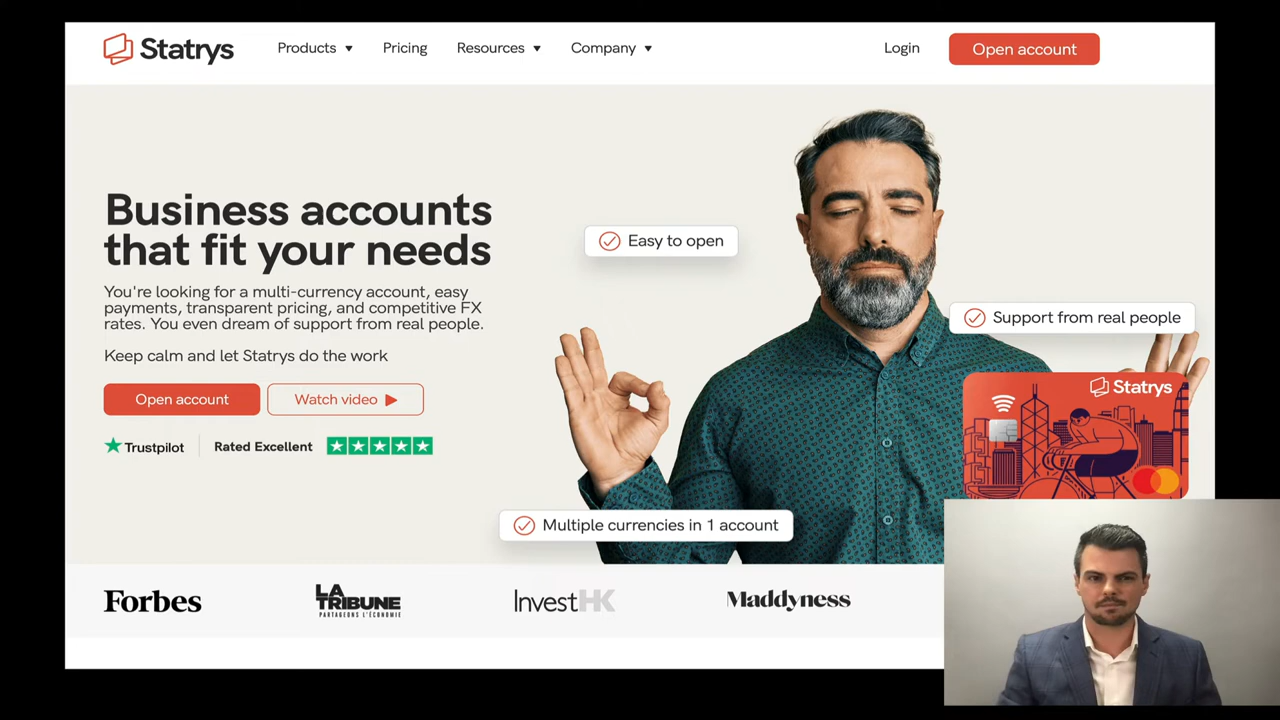 Statrys
Products
Pricing
Resources
Company
Login
Open account
Business accounts
that fit your needs
You're looking for a multi-currency account, easy
payments, transparent pricing, and competitive FX
rates. You even dream of support from real people.
Keep calm and let Statrys do the work
Open account
Watch video
Trustpilot
Rated Excellent
Easy to open
Support from real people
Statrys
Multiple currencies in 1 account
Forbes
LA
TRIBUNE
PARTAGEONS L'ÉCONOMIE
InvestHK
Maddyness